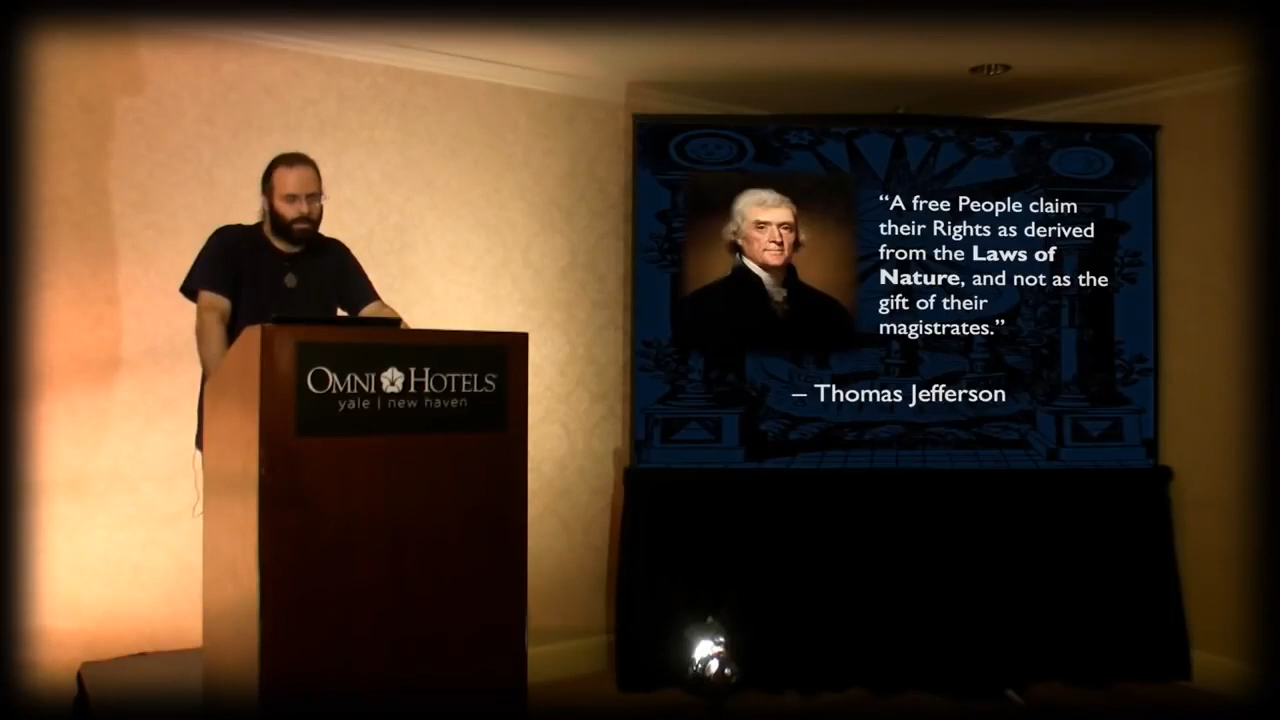 OMNI HOTELS
yale | new haven
“A free People claim
their Rights as derived
from the Laws of
Nature, and not as the
gift of their
magistrates.”
– Thomas Jefferson